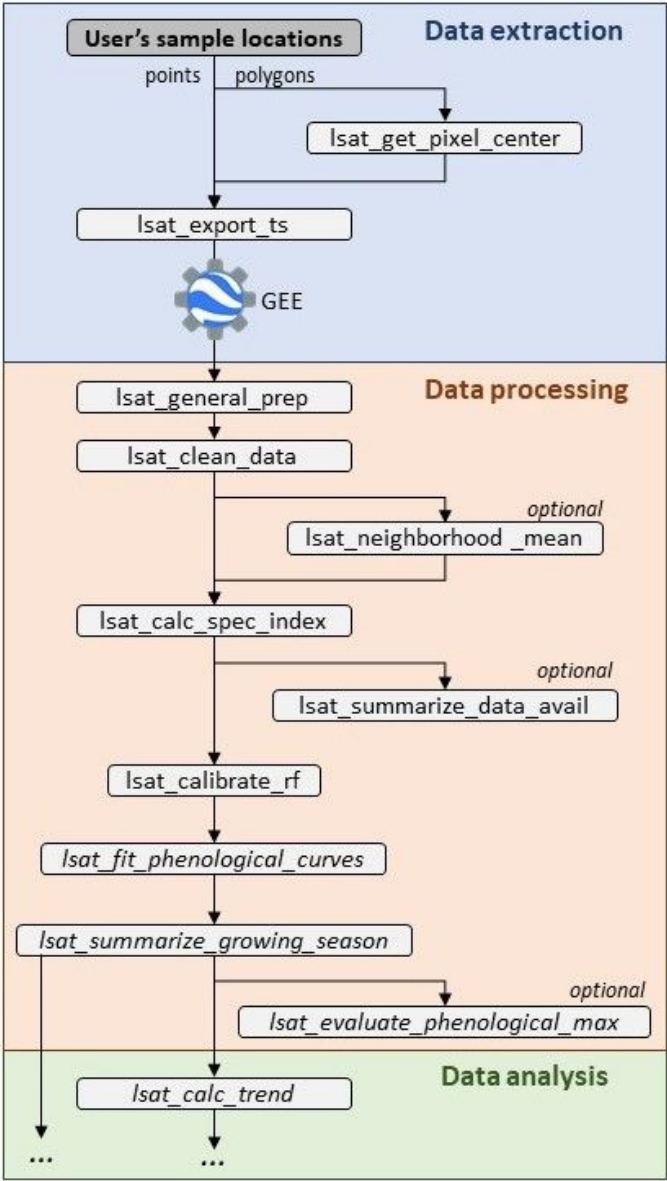 User's sample locations
Data extraction
points polygons
lsat_get_pixel_center
lsat_export_ts
GEE
lsat_general_prep
Data processing
lsat_clean_data
optional
lsat_neighborhood _mean
lsat_calc_spec_index
optional
lsat_summarize_data_avail
lsat_calibrate_rf
lsat_fit_phenological_curves
lsat_summarize_growing_season
optional
lsat_evaluate_phenological_max
Data analysis
lsat_calc_trend
... ...